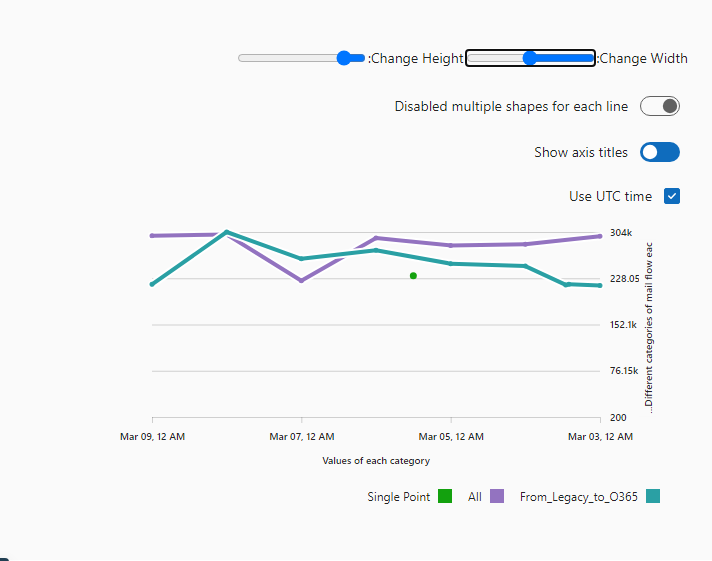 Change Height:
Change Width:
Disabled multiple shapes for each line
Show axis titles
Use UTC time
304k
228.05
152.1k
76.15k
200
Different categories of mail flow eac...
Mar 09, 12 AM
Mar 07, 12 AM
Mar 05, 12 AM
Mar 03, 12 AM
Values of each category
Single Point
All
From_Legacy_to_O365